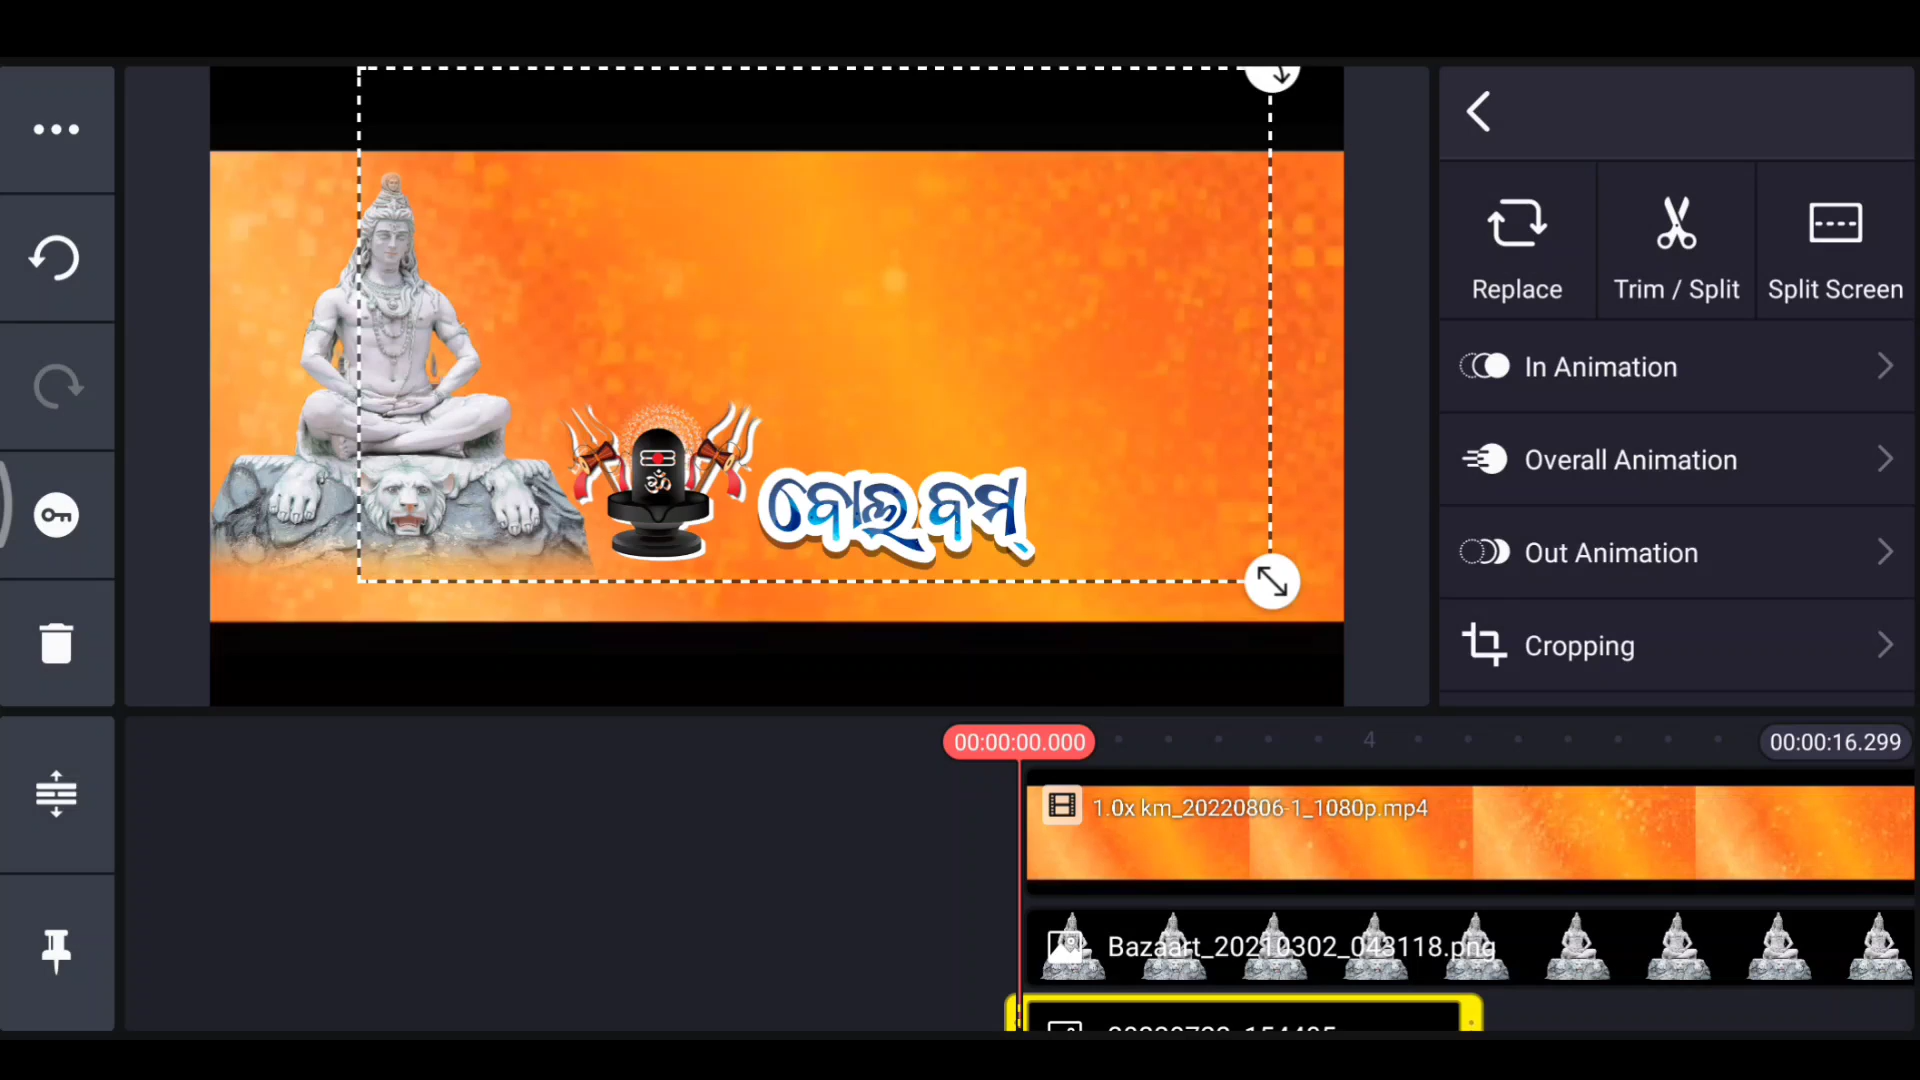 Replace
Trim / Split
Split Screen
In Animation
Overall Animation
Out Animation
Cropping
ॐ
ବୋଲ ବମ୍
00:00:00.000
4
00:00:16.299
1.0x km_20220806-1_1080p.mp4
Bazaart_20210302_043118.png